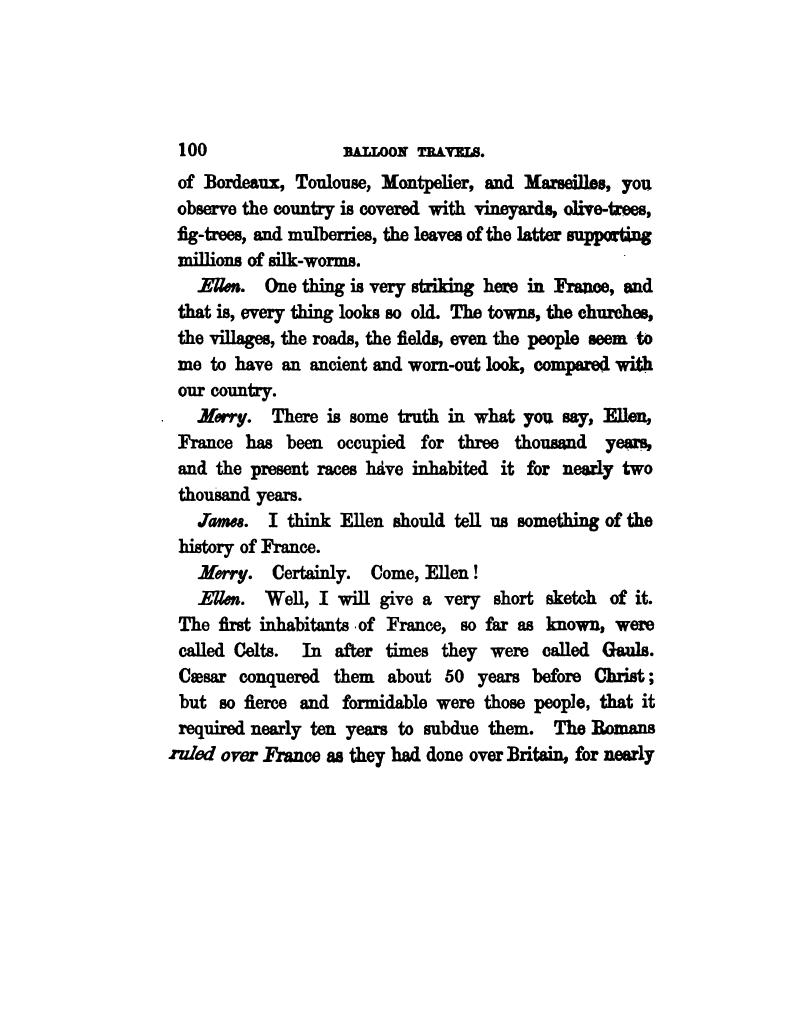 100 BALLOON TRAVELS.
of Bordeaux, Toulouse, Montpelier, and Marseilles, you
observe the country is covered with vineyards, olive-trees,
fig-trees, and mulberries, the leaves of the latter supporting
millions of silk-worms.
Ellen. One thing is very striking here in France, and
that is, every thing looks so old. The towns, the churches,
the villages, the roads, the fields, even the people seem to
me to have an ancient and worn-out look, compared with
our country.
Merry. There is some truth in what you say, Ellen,
France has been occupied for three thousand years,
and the present races have inhabited it for nearly two
thousand years.
James. I think Ellen should tell us something of the
history of France.
Merry. Certainly. Come, Ellen!
Ellen. Well, I will give a very short sketch of it.
The first inhabitants of France, so far as known, were
called Celts. In after times they were called Gauls.
Cæsar conquered them about 50 years before Christ;
but so fierce and formidable were those people, that it
required nearly ten years to subdue them. The Romans
ruled over France as they had done over Britain, for nearly